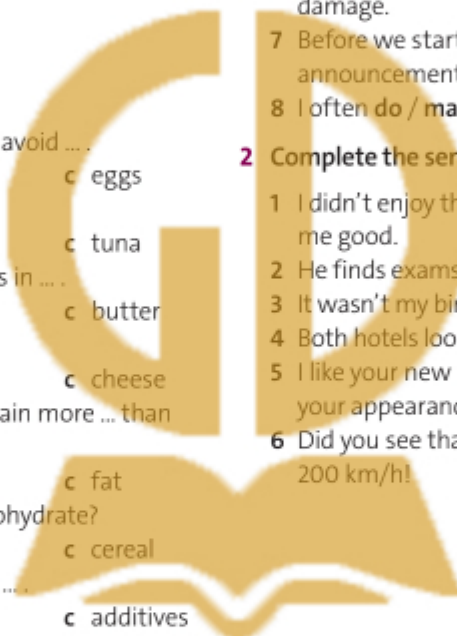 avoid ... .
c eggs
c tuna
s in ... .
c butter
c cheese
ain more ... than
c fat
ohydrate?
c cereal
... .
c additives
damage.
7 Before we start
announcement
8 I often do / ma
2 Complete the sen
1 I didn't enjoy th
me good.
2 He finds exams
3 It wasn't my bi
4 Both hotels loo
5 I like your new
your appearanc
6 Did you see tha
200 km/h!